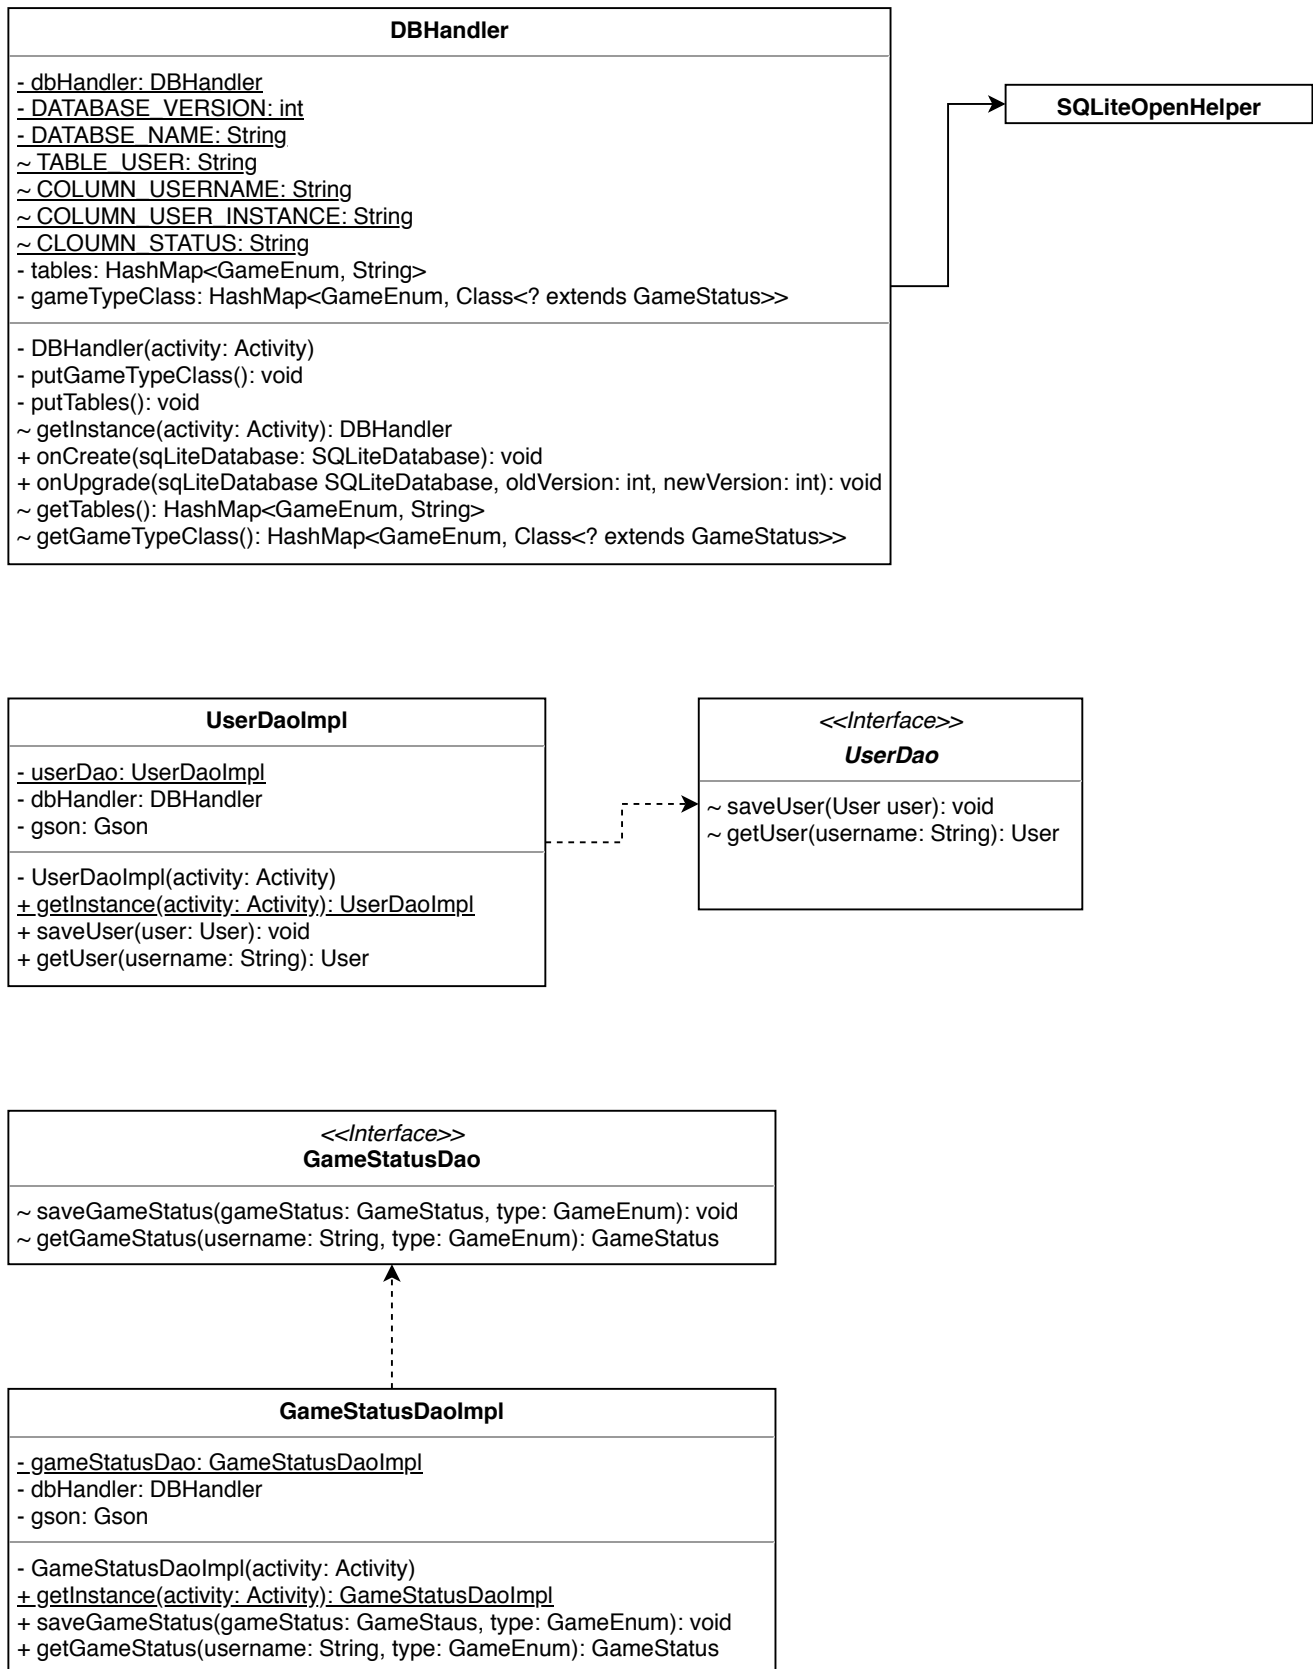 DBHandler
- dbHandler: DBHandler
- DATABASE_VERSION: int
- DATABSE_NAME: String
~ TABLE_USER: String
~ COLUMN_USERNAME: String
~ COLUMN_USER_INSTANCE: String
~ CLOUMN_STATUS: String
- tables: HashMap<GameEnum, String>
- gameTypeClass: HashMap<GameEnum, Class<? extends GameStatus>>
- DBHandler(activity: Activity)
- putGameTypeClass(): void
- putTables(): void
~ getInstance(activity: Activity): DBHandler
+ onCreate(sqLiteDatabase: SQLiteDatabase): void
+ onUpgrade(sqLiteDatabase SQLiteDatabase, oldVersion: int, newVersion: int): void
~ getTables(): HashMap<GameEnum, String>
~ getGameTypeClass(): HashMap<GameEnum, Class<? extends GameStatus>>
SQLiteOpenHelper
UserDaoImpl
- userDao: UserDaoImpl
- dbHandler: DBHandler
- gson: Gson
- UserDaoImpl(activity: Activity)
+ getInstance(activity: Activity): UserDaoImpl
+ saveUser(user: User): void
+ getUser(username: String): User
<<Interface>>
UserDao
~ saveUser(User user): void
~ getUser(username: String): User
<<Interface>>
GameStatusDao
~ saveGameStatus(gameStatus: GameStatus, type: GameEnum): void
~ getGameStatus(username: String, type: GameEnum): GameStatus
GameStatusDaoImpl
- gameStatusDao: GameStatusDaoImpl
- dbHandler: DBHandler
- gson: Gson
- GameStatusDaoImpl(activity: Activity)
+ getInstance(activity: Activity): GameStatusDaoImpl
+ saveGameStatus(gameStatus: GameStaus, type: GameEnum): void
+ getGameStatus(username: String, type: GameEnum): GameStatus